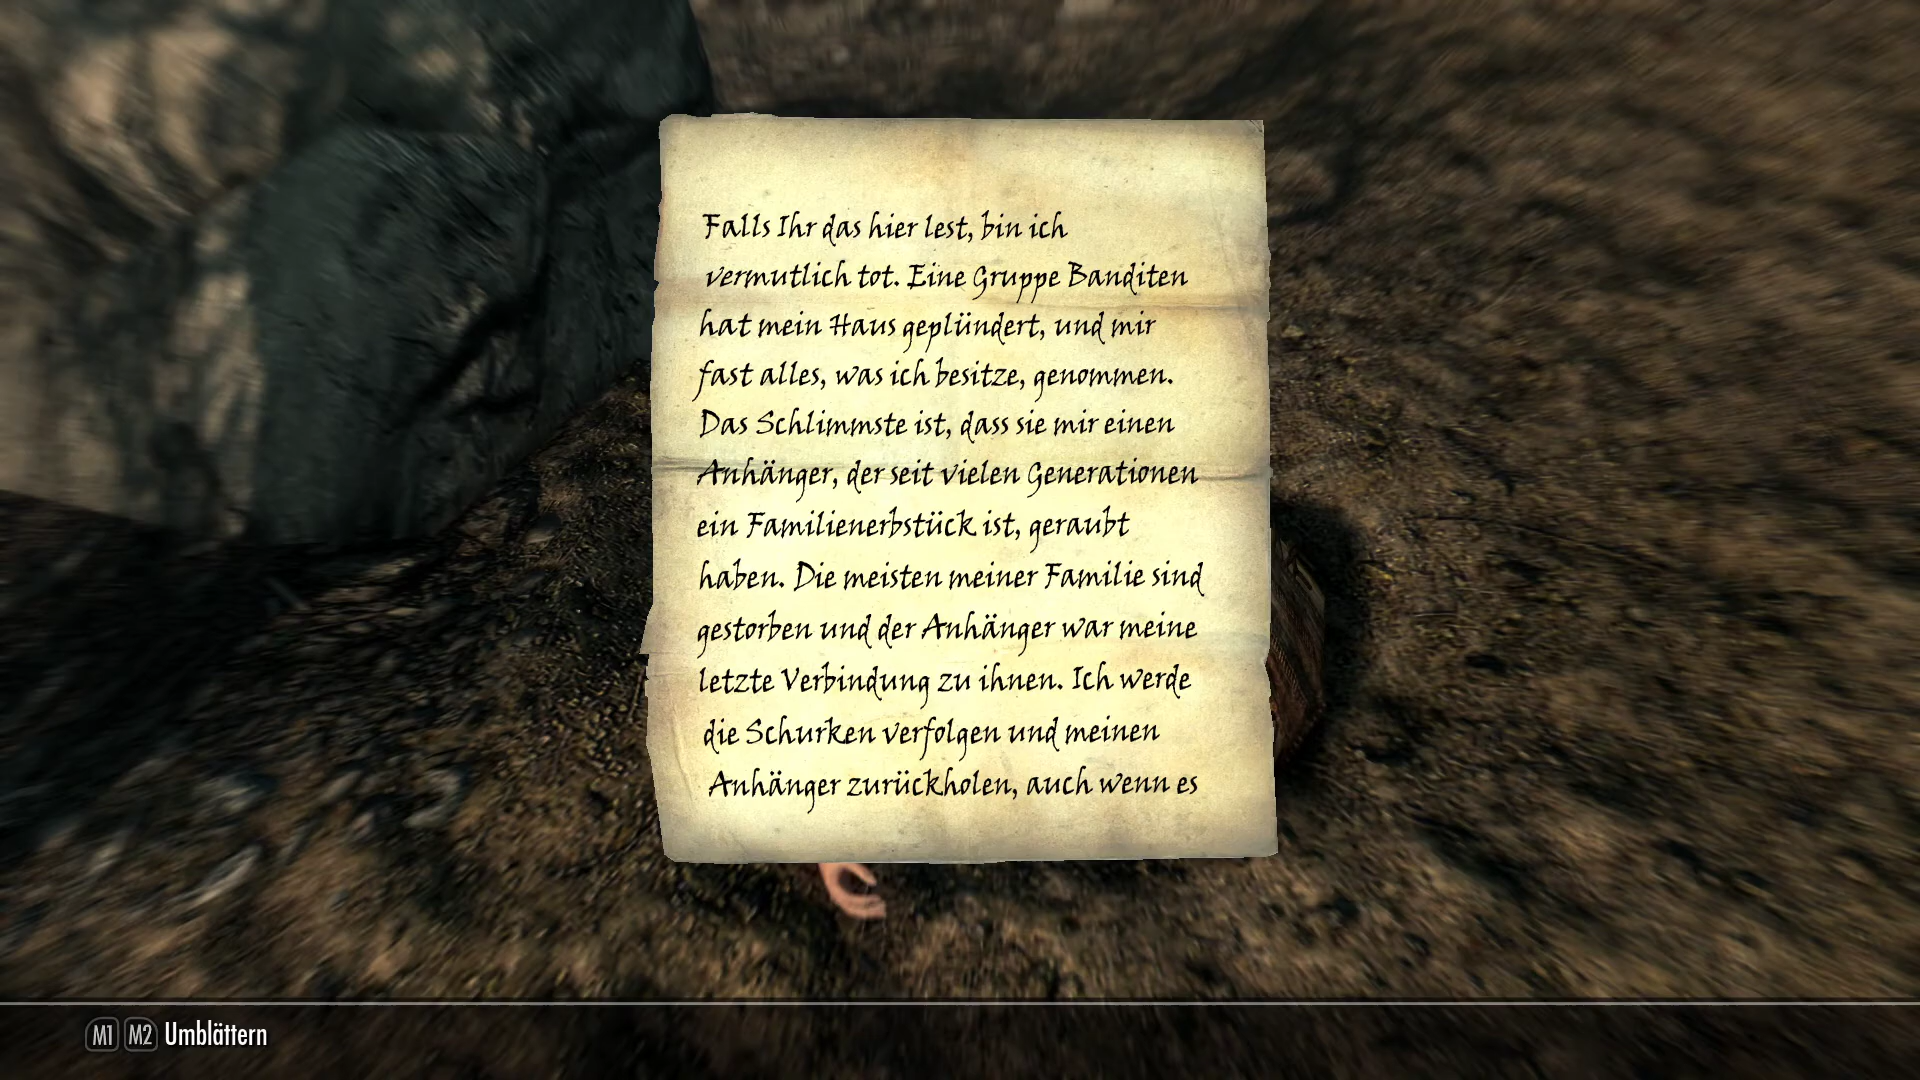 Falls Ihr das hier lest, bin ich
vermutlich tot. Eine Gruppe Banditen
hat mein Haus geplündert, und mir
fast alles, was ich besitze, genommen.
Das Schlimmste ist, dass sie mir einen
Anhänger, der seit vielen Generationen
ein Familienerbstück ist, geraubt
haben. Die meisten meiner Familie sind
gestorben und der Anhänger war meine
letzte Verbindung zu ihnen. Ich werde
die Schurken verfolgen und meinen
Anhänger zurückholen, auch wenn es
M1 M2 Umblättern